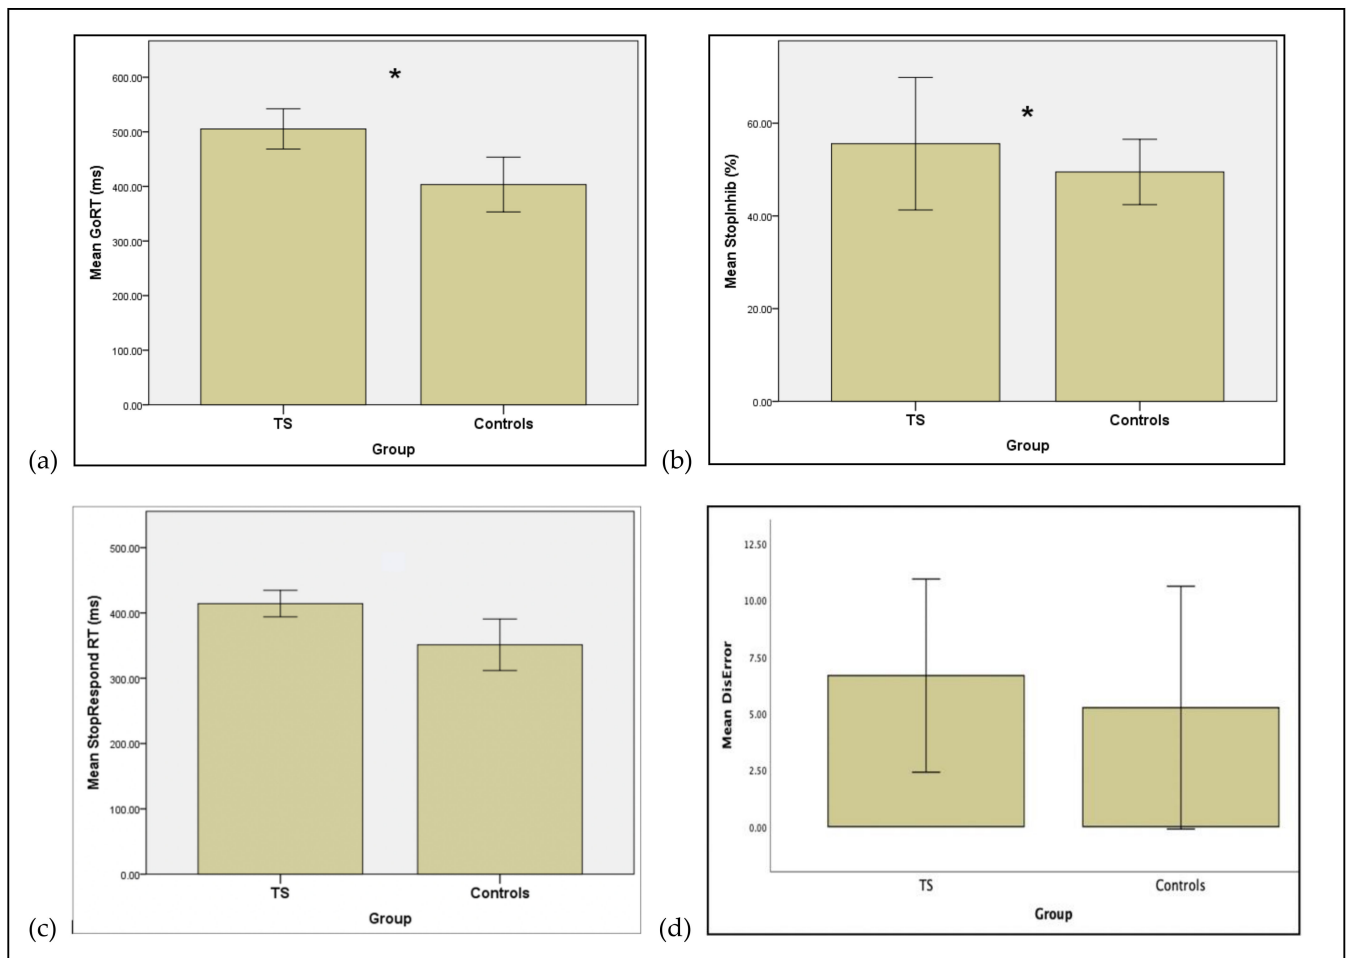 *
600.00
500.00
400.00
300.00
200.00
100.00
0.00
Mean GoRT (ms)
TS
Controls
Group
(a)
*
60.00
40.00
20.00
0.00
Mean StopInhib (%)
TS
Controls
Group
(b)
500.00
400.00
300.00
200.00
100.00
0.00
Mean StopRespond RT (ms)
TS
Controls
Group
(c)
12.50
10.00
7.50
5.00
2.50
0.00
Mean DisError
TS
Controls
Group
(d)